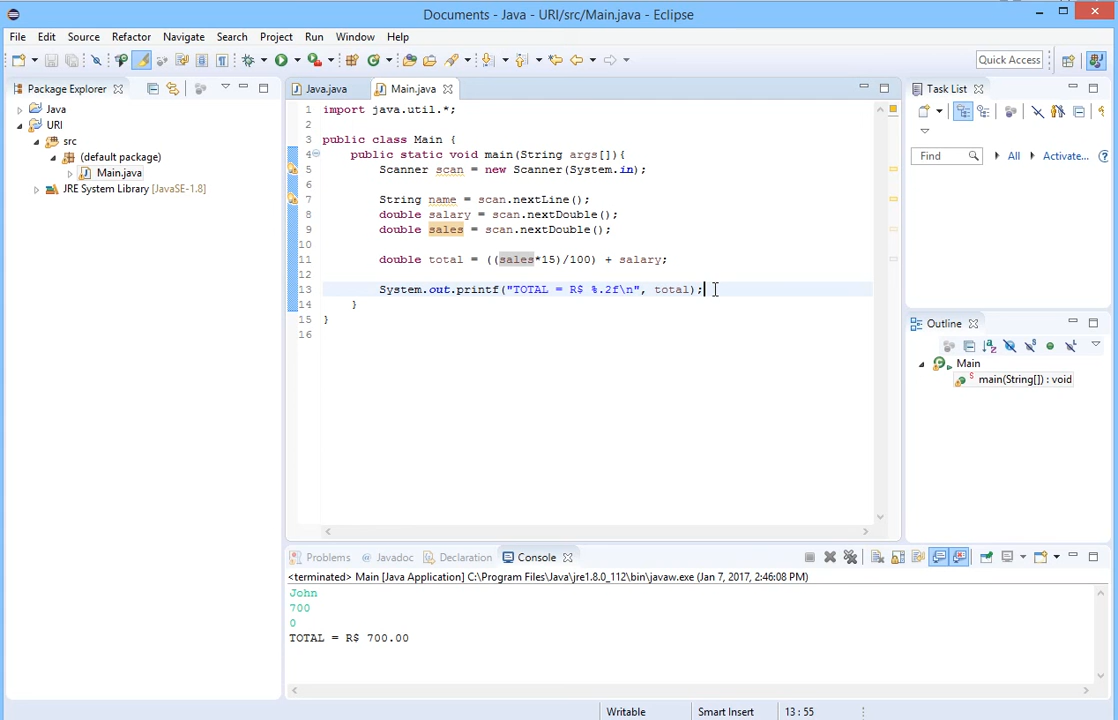 Documents - Java - URI/src/Main.java - Eclipse
File Edit Source Refactor Navigate Search Project Run Window Help
Quick Access
Package Explorer
Java
URI
src
(default package)
Main.java
JRE System Library [JavaSE-1.8]
Java.java Main.java
1 import java.util.*;
2
3 public class Main {
4 public static void main(String args[]){
5 Scanner scan = new Scanner(System.in);
6
7 String name = scan.nextLine();
8 double salary = scan.nextDouble();
9 double sales = scan.nextDouble();
10
11 double total = ((sales*15)/100) + salary;
12
13 System.out.printf("TOTAL = R$ %.2f\n", total);
14 }
15 }
16
Task List
Find All Activate...
Outline
Main
main(String[]) : void
Problems Javadoc Declaration Console
<terminated> Main [Java Application] C:\Program Files\Java\jre1.8.0_112\bin\javaw.exe (Jan 7, 2017, 2:46:08 PM)
John
700
0
TOTAL = R$ 700.00
Writable Smart Insert 13 : 55